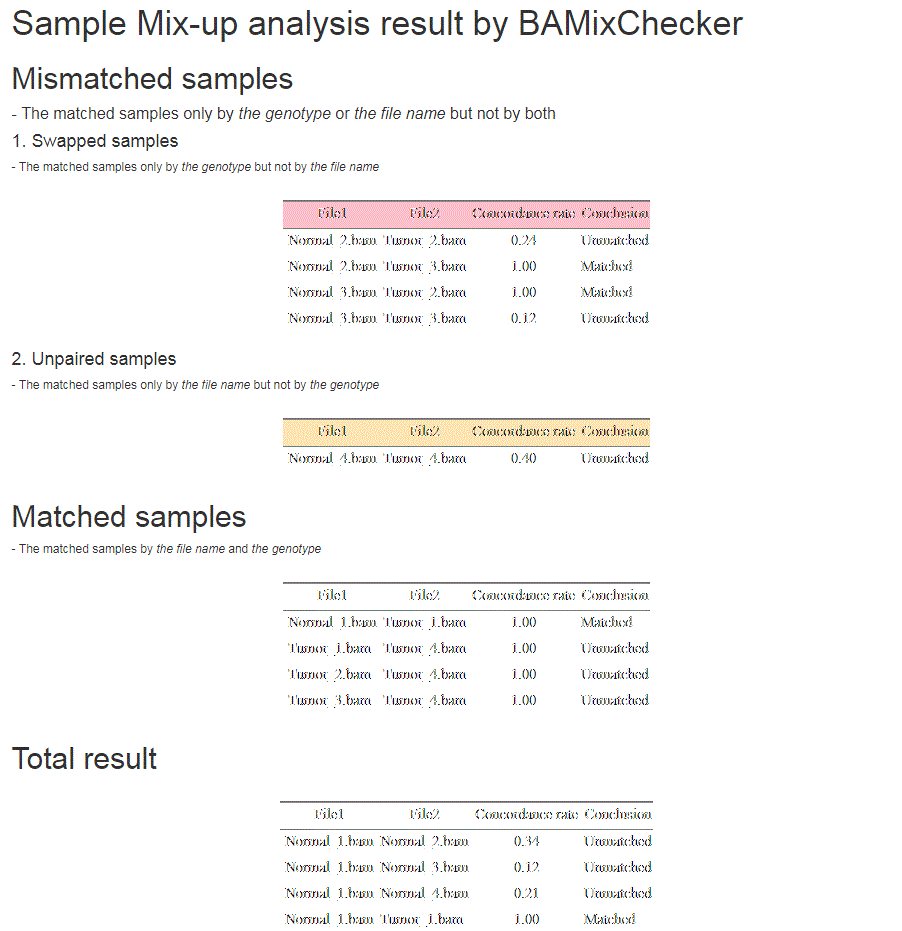 Sample Mix-up analysis result by BAMixChecker
Mismatched samples
- The matched samples only by the genotype or the file name but not by both
1. Swapped samples
- The matched samples only by the genotype but not by the file name
File1 File2 Concordance rate Conclusion
Normal_2.bam Tumor_2.bam 0.24 Unmatched
Normal_2.bam Tumor_3.bam 1.00 Matched
Normal_3.bam Tumor_2.bam 1.00 Matched
Normal_3.bam Tumor_3.bam 0.12 Unmatched
2. Unpaired samples
- The matched samples only by the file name but not by the genotype
File1 File2 Concordance rate Conclusion
Normal_4.bam Tumor_4.bam 0.40 Unmatched
Matched samples
- The matched samples by the file name and the genotype
File1 File2 Concordance rate Conclusion
Normal_1.bam Tumor_1.bam 1.00 Matched
Tumor_1.bam Tumor_4.bam 1.00 Unmatched
Tumor_2.bam Tumor_4.bam 1.00 Unmatched
Tumor_3.bam Tumor_4.bam 1.00 Unmatched
Total result
File1 File2 Concordance rate Conclusion
Normal_1.bam Normal_2.bam 0.34 Unmatched
Normal_1.bam Normal_3.bam 0.12 Unmatched
Normal_1.bam Normal_4.bam 0.21 Unmatched
Normal_1.bam Tumor_1.bam 1.00 Matched